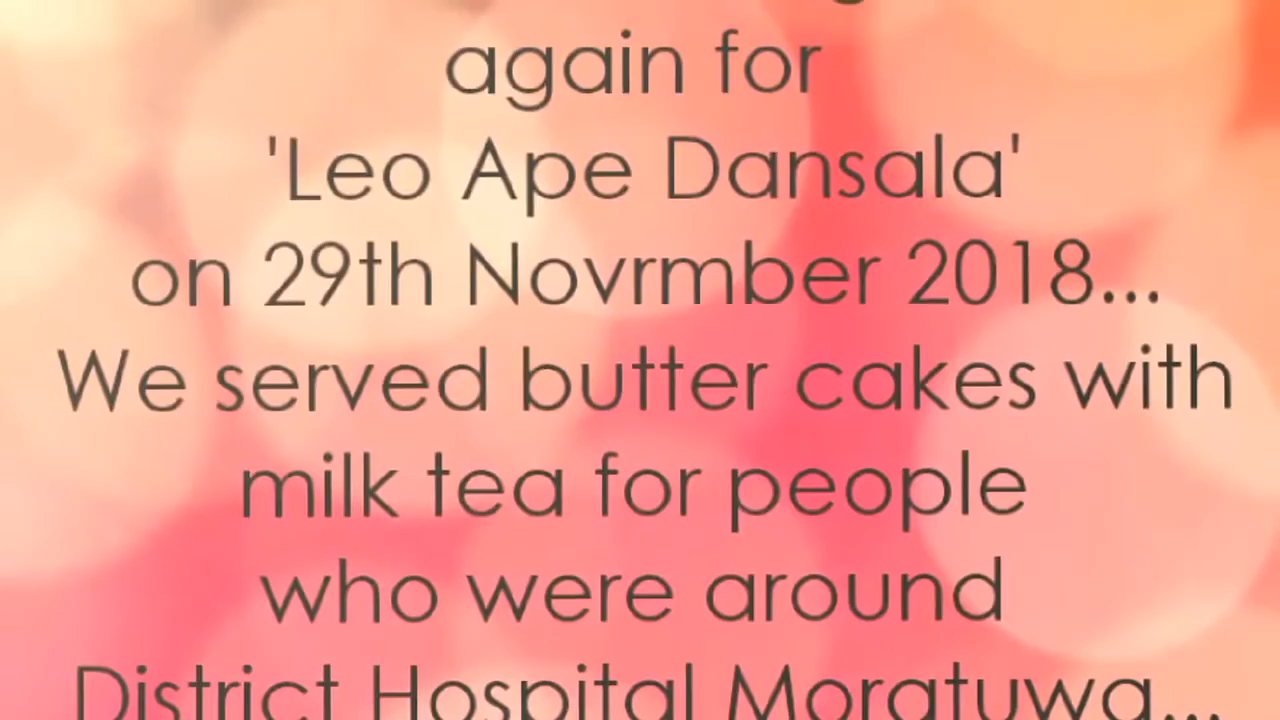 again for
'Leo Ape Dansala'
on 29th Novrmber 2018...
We served butter cakes with
milk tea for people
who were around
District Hospital Moratuwa...